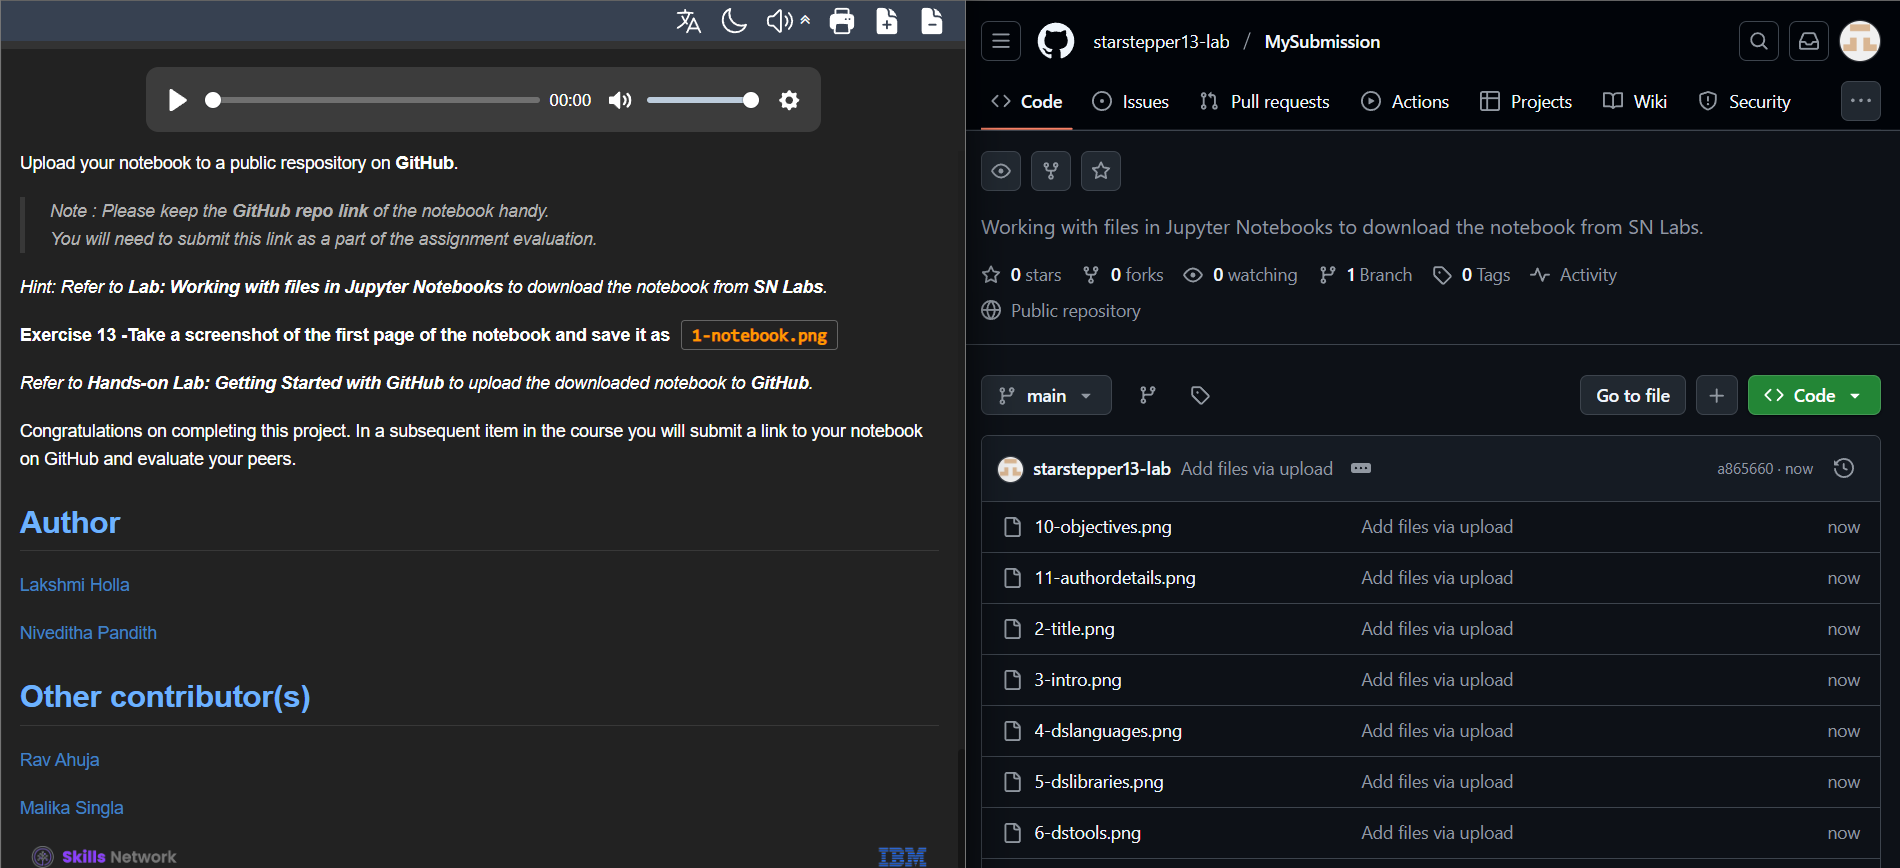 00:00
Upload your notebook to a public respository on GitHub.
Note : Please keep the GitHub repo link of the notebook handy.
You will need to submit this link as a part of the assignment evaluation.
Hint: Refer to Lab: Working with files in Jupyter Notebooks to download the notebook from SN Labs.
Exercise 13 -Take a screenshot of the first page of the notebook and save it as 1-notebook.png
Refer to Hands-on Lab: Getting Started with GitHub to upload the downloaded notebook to GitHub.
Congratulations on completing this project. In a subsequent item in the course you will submit a link to your notebook
on GitHub and evaluate your peers.
Author
Lakshmi Holla
Niveditha Pandith
Other contributor(s)
Rav Ahuja
Malika Singla
Skills Network IBM
starstepper13-lab / MySubmission
Code Issues Pull requests Actions Projects Wiki Security
Working with files in Jupyter Notebooks to download the notebook from SN Labs.
0 stars 0 forks 0 watching 1 Branch 0 Tags Activity
Public repository
main Go to file Code
starstepper13-lab Add files via upload a865660 · now
10-objectives.png Add files via upload now
11-authordetails.png Add files via upload now
2-title.png Add files via upload now
3-intro.png Add files via upload now
4-dslanguages.png Add files via upload now
5-dslibraries.png Add files via upload now
6-dstools.png Add files via upload now